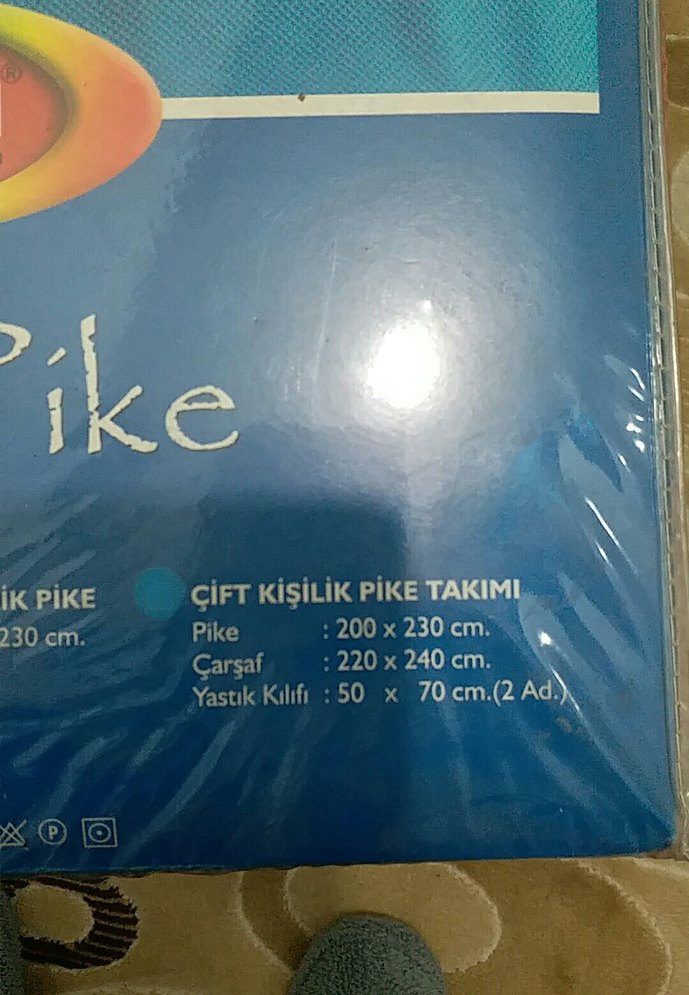 ®
Pike
İK PİKE
230 cm.
ÇİFT KİŞİLİK PİKE TAKIMI
Pike : 200 x 230 cm.
Çarşaf : 220 x 240 cm.
Yastık Kılıfı : 50 x 70 cm.(2 Ad.)
P